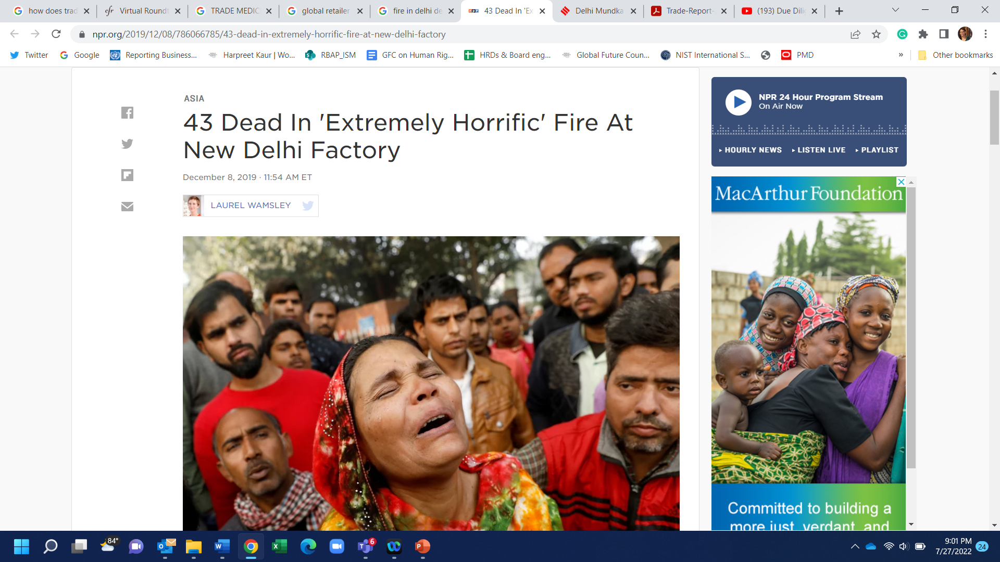 how does trad
cfr Virtual Roundt
TRADE MEDIC
global retailer
fire in delhi de
43 Dead In 'Ex
Delhi Mundka
Trade-Report-
(193) Due Dilig
npr.org/2019/12/08/786066785/43-dead-in-extremely-horrific-fire-at-new-delhi-factory
Twitter
Google
Reporting Business...
Harpreet Kaur | Wo...
RBAP_ISM
GFC on Human Rig...
HRDs & Board eng...
Global Future Coun...
NIST International S...
PMD
»
Other bookmarks
ASIA
43 Dead In 'Extremely Horrific' Fire At
New Delhi Factory
December 8, 2019 · 11:54 AM ET
LAUREL WAMSLEY
NPR 24 Hour Program Stream
On Air Now
HOURLY NEWS
LISTEN LIVE
PLAYLIST
MacArthur Foundation
Committed to building a
more just, verdant, and
84°
6
9:01 PM
7/27/2022
24